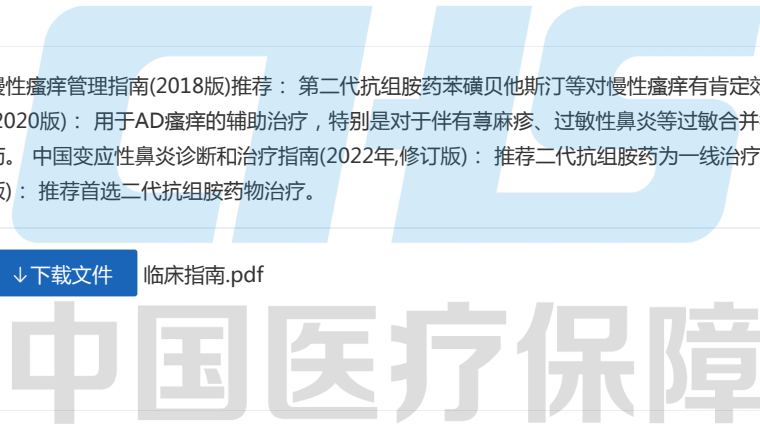 性瘙痒管理指南(2018版)推荐： 第二代抗组胺药苯磺贝他斯汀等对慢性瘙痒有肯定
2020版)： 用于AD瘙痒的辅助治疗，特别是对于伴有荨麻疹、过敏性鼻炎等过敏合并
。 中国变应性鼻炎诊断和治疗指南(2022年,修订版)： 推荐二代抗组胺药为一线治疗
)： 推荐首选二代抗组胺药物治疗。
↓下载文件 临床指南.pdf
CHS
中国医疗保障